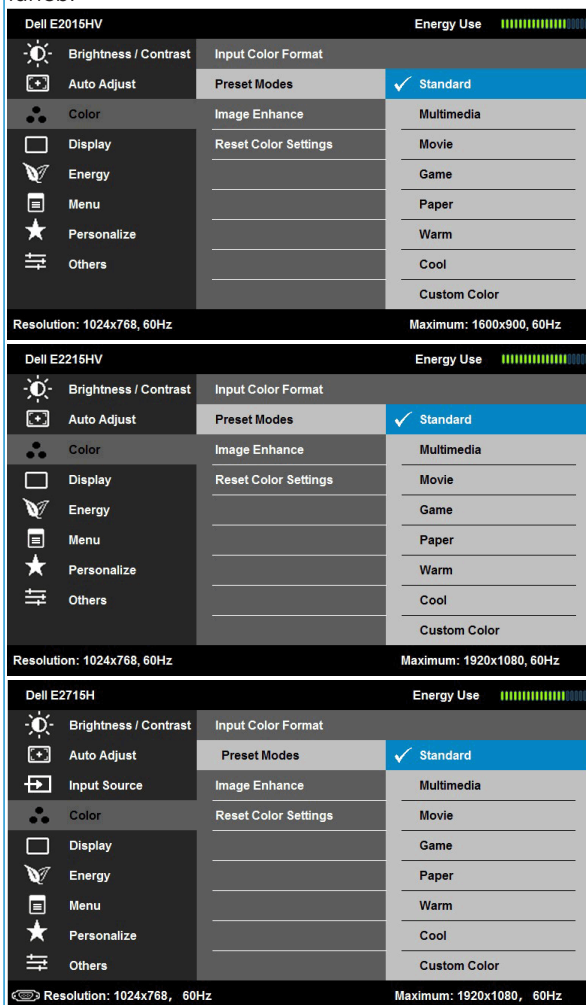 Dell E2015HV Energy Use
Brightness / Contrast Input Color Format
Auto Adjust Preset Modes Standard
Color Image Enhance Multimedia
Display Reset Color Settings Movie
Energy Game
Menu Paper
Personalize Warm
Others Cool
Custom Color
Resolution: 1024x768, 60Hz Maximum: 1600x900, 60Hz
Dell E2215HV Energy Use
Brightness / Contrast Input Color Format
Auto Adjust Preset Modes Standard
Color Image Enhance Multimedia
Display Reset Color Settings Movie
Energy Game
Menu Paper
Personalize Warm
Others Cool
Custom Color
Resolution: 1024x768, 60Hz Maximum: 1920x1080, 60Hz
Dell E2715H Energy Use
Brightness / Contrast Input Color Format
Auto Adjust Preset Modes Standard
Input Source Image Enhance Multimedia
Color Reset Color Settings Movie
Display Game
Energy Paper
Menu Warm
Personalize Cool
Others Custom Color
Resolution: 1024x768, 60Hz Maximum: 1920x1080, 60Hz